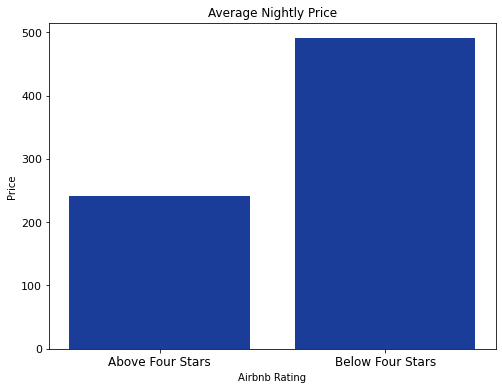 Average Nightly Price
500
400
300
200
100
0
Price
Above Four Stars
Below Four Stars
Airbnb Rating